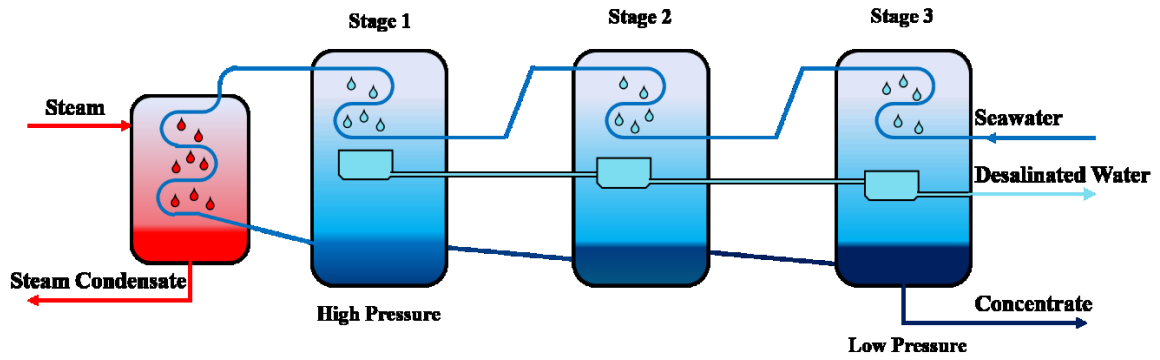 Stage 1
Stage 2
Stage 3
Steam
Seawater
Desalinated Water
Steam Condensate
High Pressure
Concentrate
Low Pressure